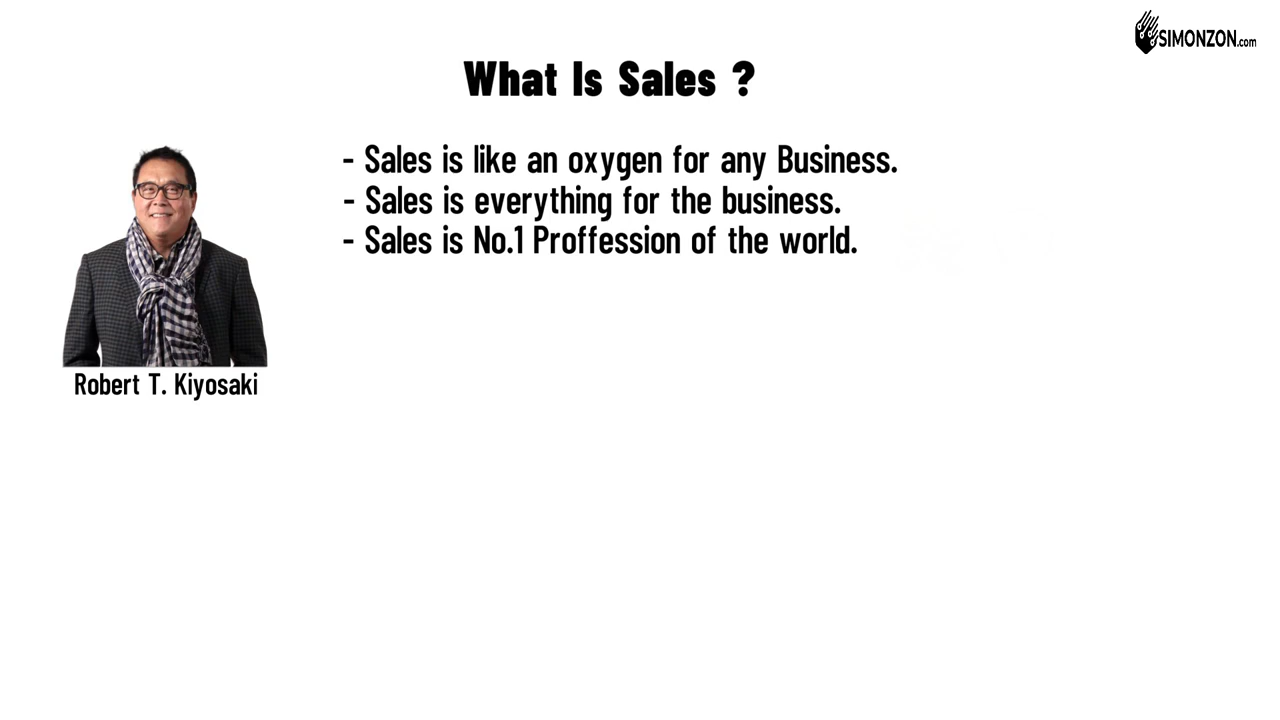 SIMONZON.com
What Is Sales ?
- Sales is like an oxygen for any Business.
- Sales is everything for the business.
- Sales is No.1 Proffession of the world.
Robert T. Kiyosaki